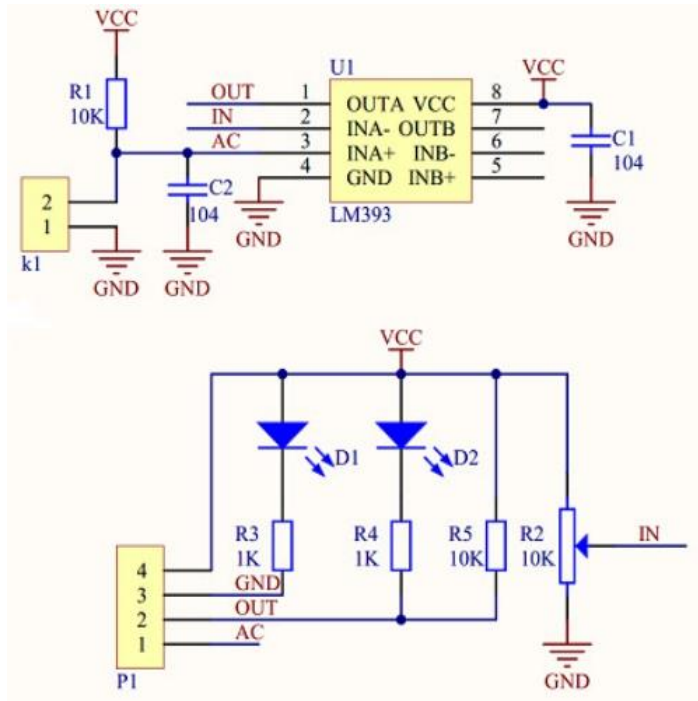 VCC
R1
10K
2
1
k1
GND
C2
104
GND
OUT
IN
AC
1
2
3
4
GND
U1
OUTA VCC
INA- OUTB
INA+ INB-
GND INB+
LM393
8
7
6
5
VCC
C1
104
GND
VCC
D1
D2
R3
1K
R4
1K
R5
10K
R2
10K
IN
GND
4
3
2
1
P1
GND
OUT
AC